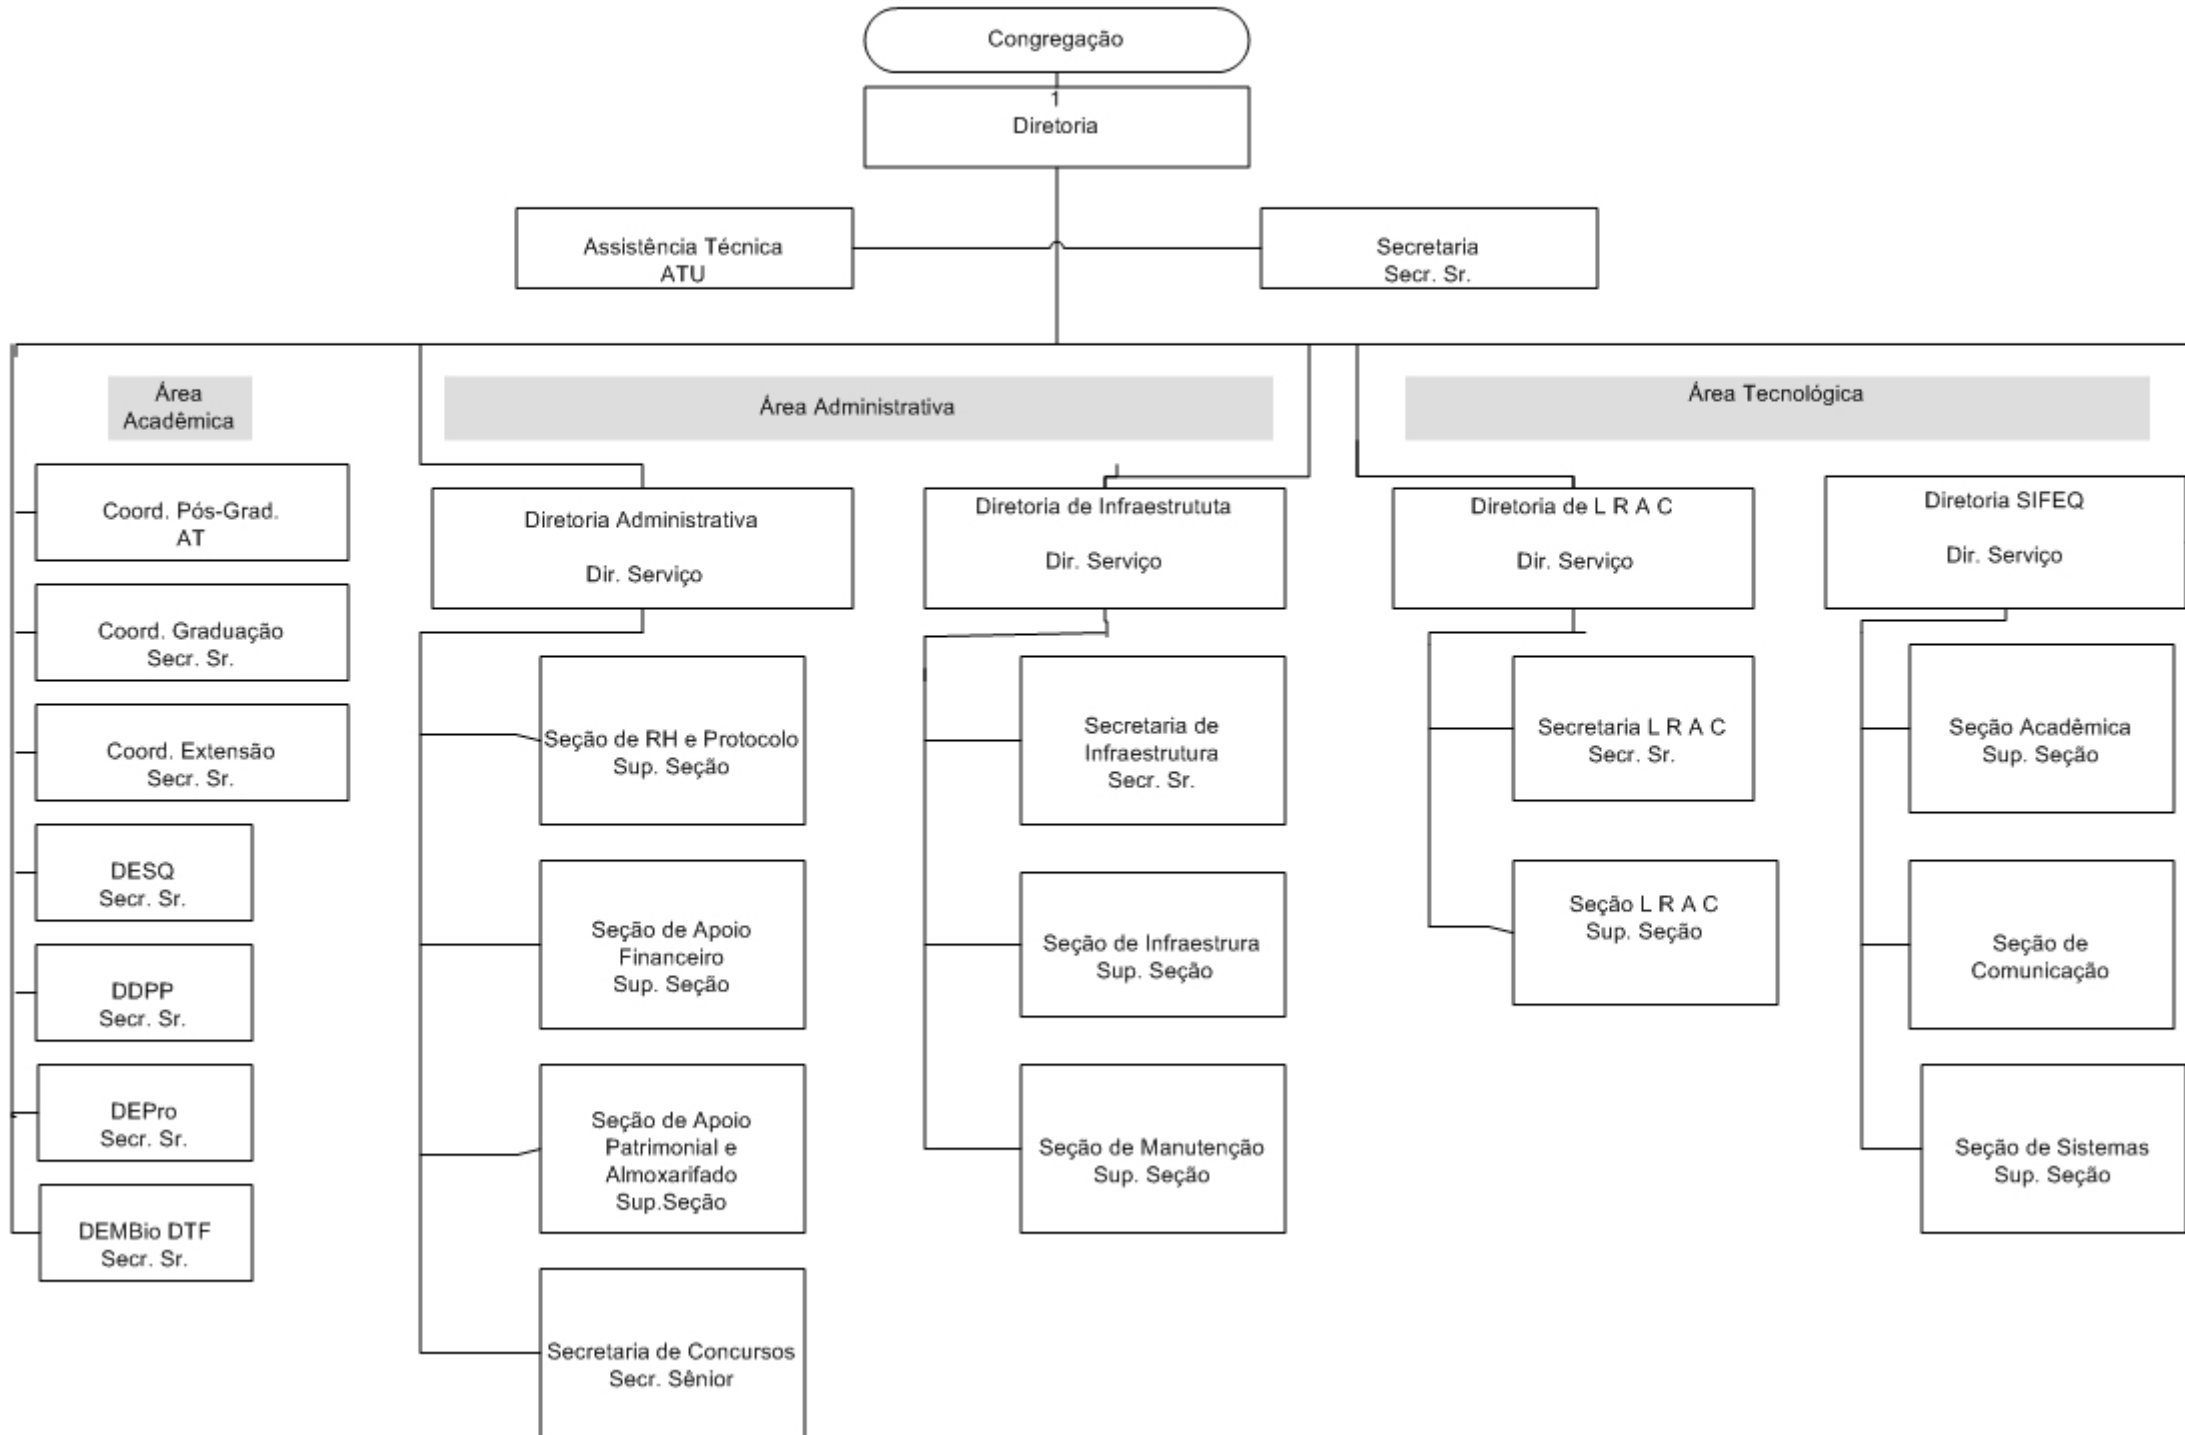 Congregação
1
Diretoria
Assistência Técnica
ATU
Secretaria
Secr. Sr.
Área
Acadêmica
Área Administrativa
Área Tecnológica
Coord. Pós-Grad.
AT
Coord. Graduação
Secr. Sr.
Coord. Extensão
Secr. Sr.
DESQ
Secr. Sr.
DDPP
Secr. Sr.
DEPro
Secr. Sr.
DEMBio DTF
Secr. Sr.
Diretoria Administrativa
Dir. Serviço
Seção de RH e Protocolo
Sup. Seção
Seção de Apoio
Financeiro
Sup. Seção
Seção de Apoio
Patrimonial e
Almoxarifado
Sup.Seção
Secretaria de Concursos
Secr. Sênior
Diretoria de Infraestrututa
Dir. Serviço
Secretaria de
Infraestrutura
Secr. Sr.
Seção de Infraestrura
Sup. Seção
Seção de Manutenção
Sup. Seção
Diretoria de L R A C
Dir. Serviço
Secretaria L R A C
Secr. Sr.
Seção L R A C
Sup. Seção
Diretoria SIFEQ
Dir. Serviço
Seção Acadêmica
Sup. Seção
Seção de
Comunicação
Seção de Sistemas
Sup. Seção